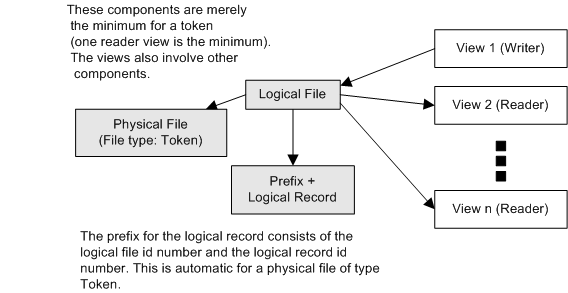 These components are merely
the minimum for a token
(one reader view is the minimum).
The views also involve other
components.
View 1 (Writer)
Logical File
View 2 (Reader)
Physical File
(File type: Token)
Prefix +
Logical Record
View n (Reader)
The prefix for the logical record consists of the
logical file id number and the logical record id
number. This is automatic for a physical file of type
Token.